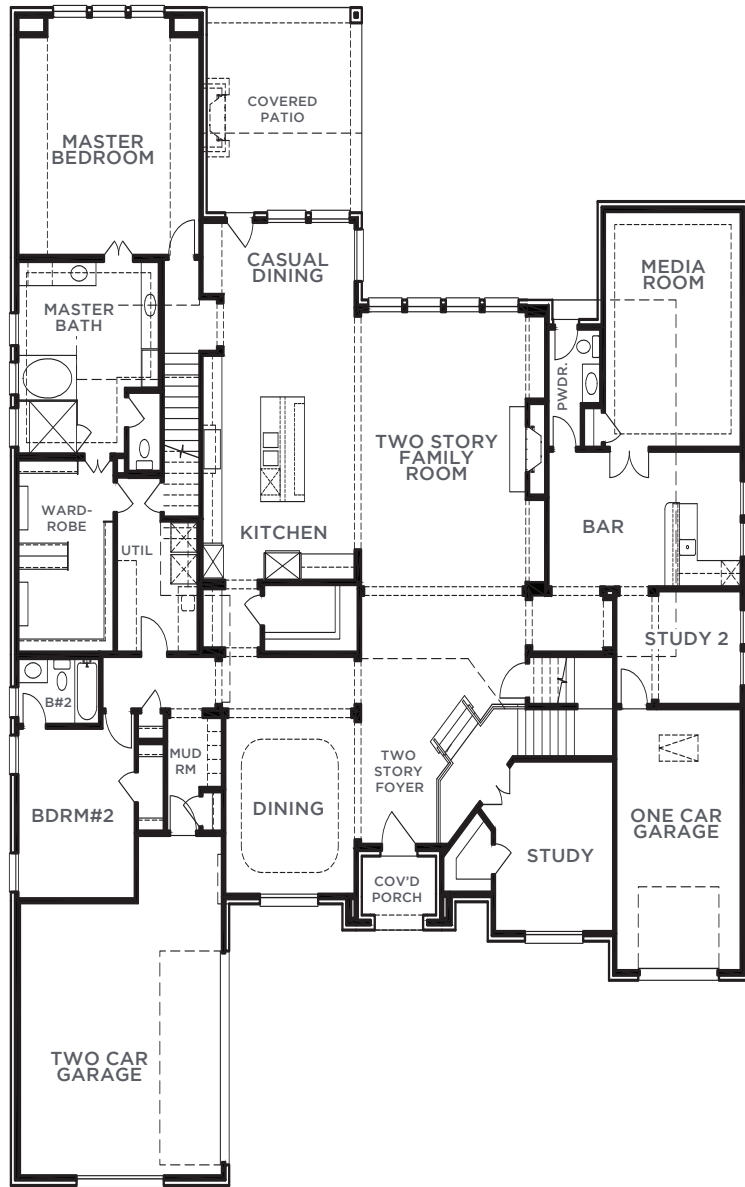 COVERED
PATIO
MASTER
BEDROOM
CASUAL
DINING
MEDIA
ROOM
MASTER
BATH
PWDR.
TWO STORY
FAMILY
ROOM
WARD-
ROBE
KITCHEN
BAR
UTIL
STUDY 2
B#2
MUD
RM
TWO
STORY
FOYER
BDRM#2
DINING
ONE CAR
GARAGE
STUDY
COV'D
PORCH
TWO CAR
GARAGE